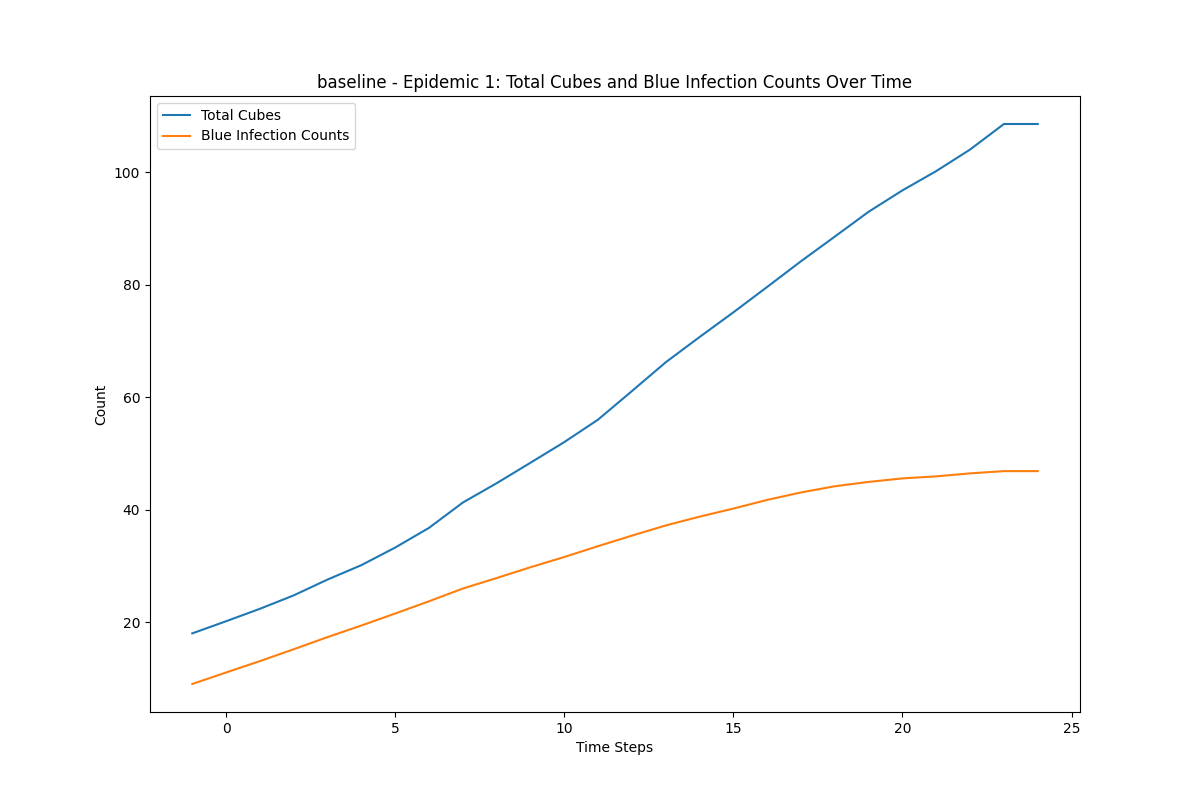 baseline - Epidemic 1: Total Cubes and Blue Infection Counts Over Time
Total Cubes
Blue Infection Counts
100
80
60
40
20
Count
0 5 10 15 20 25
Time Steps